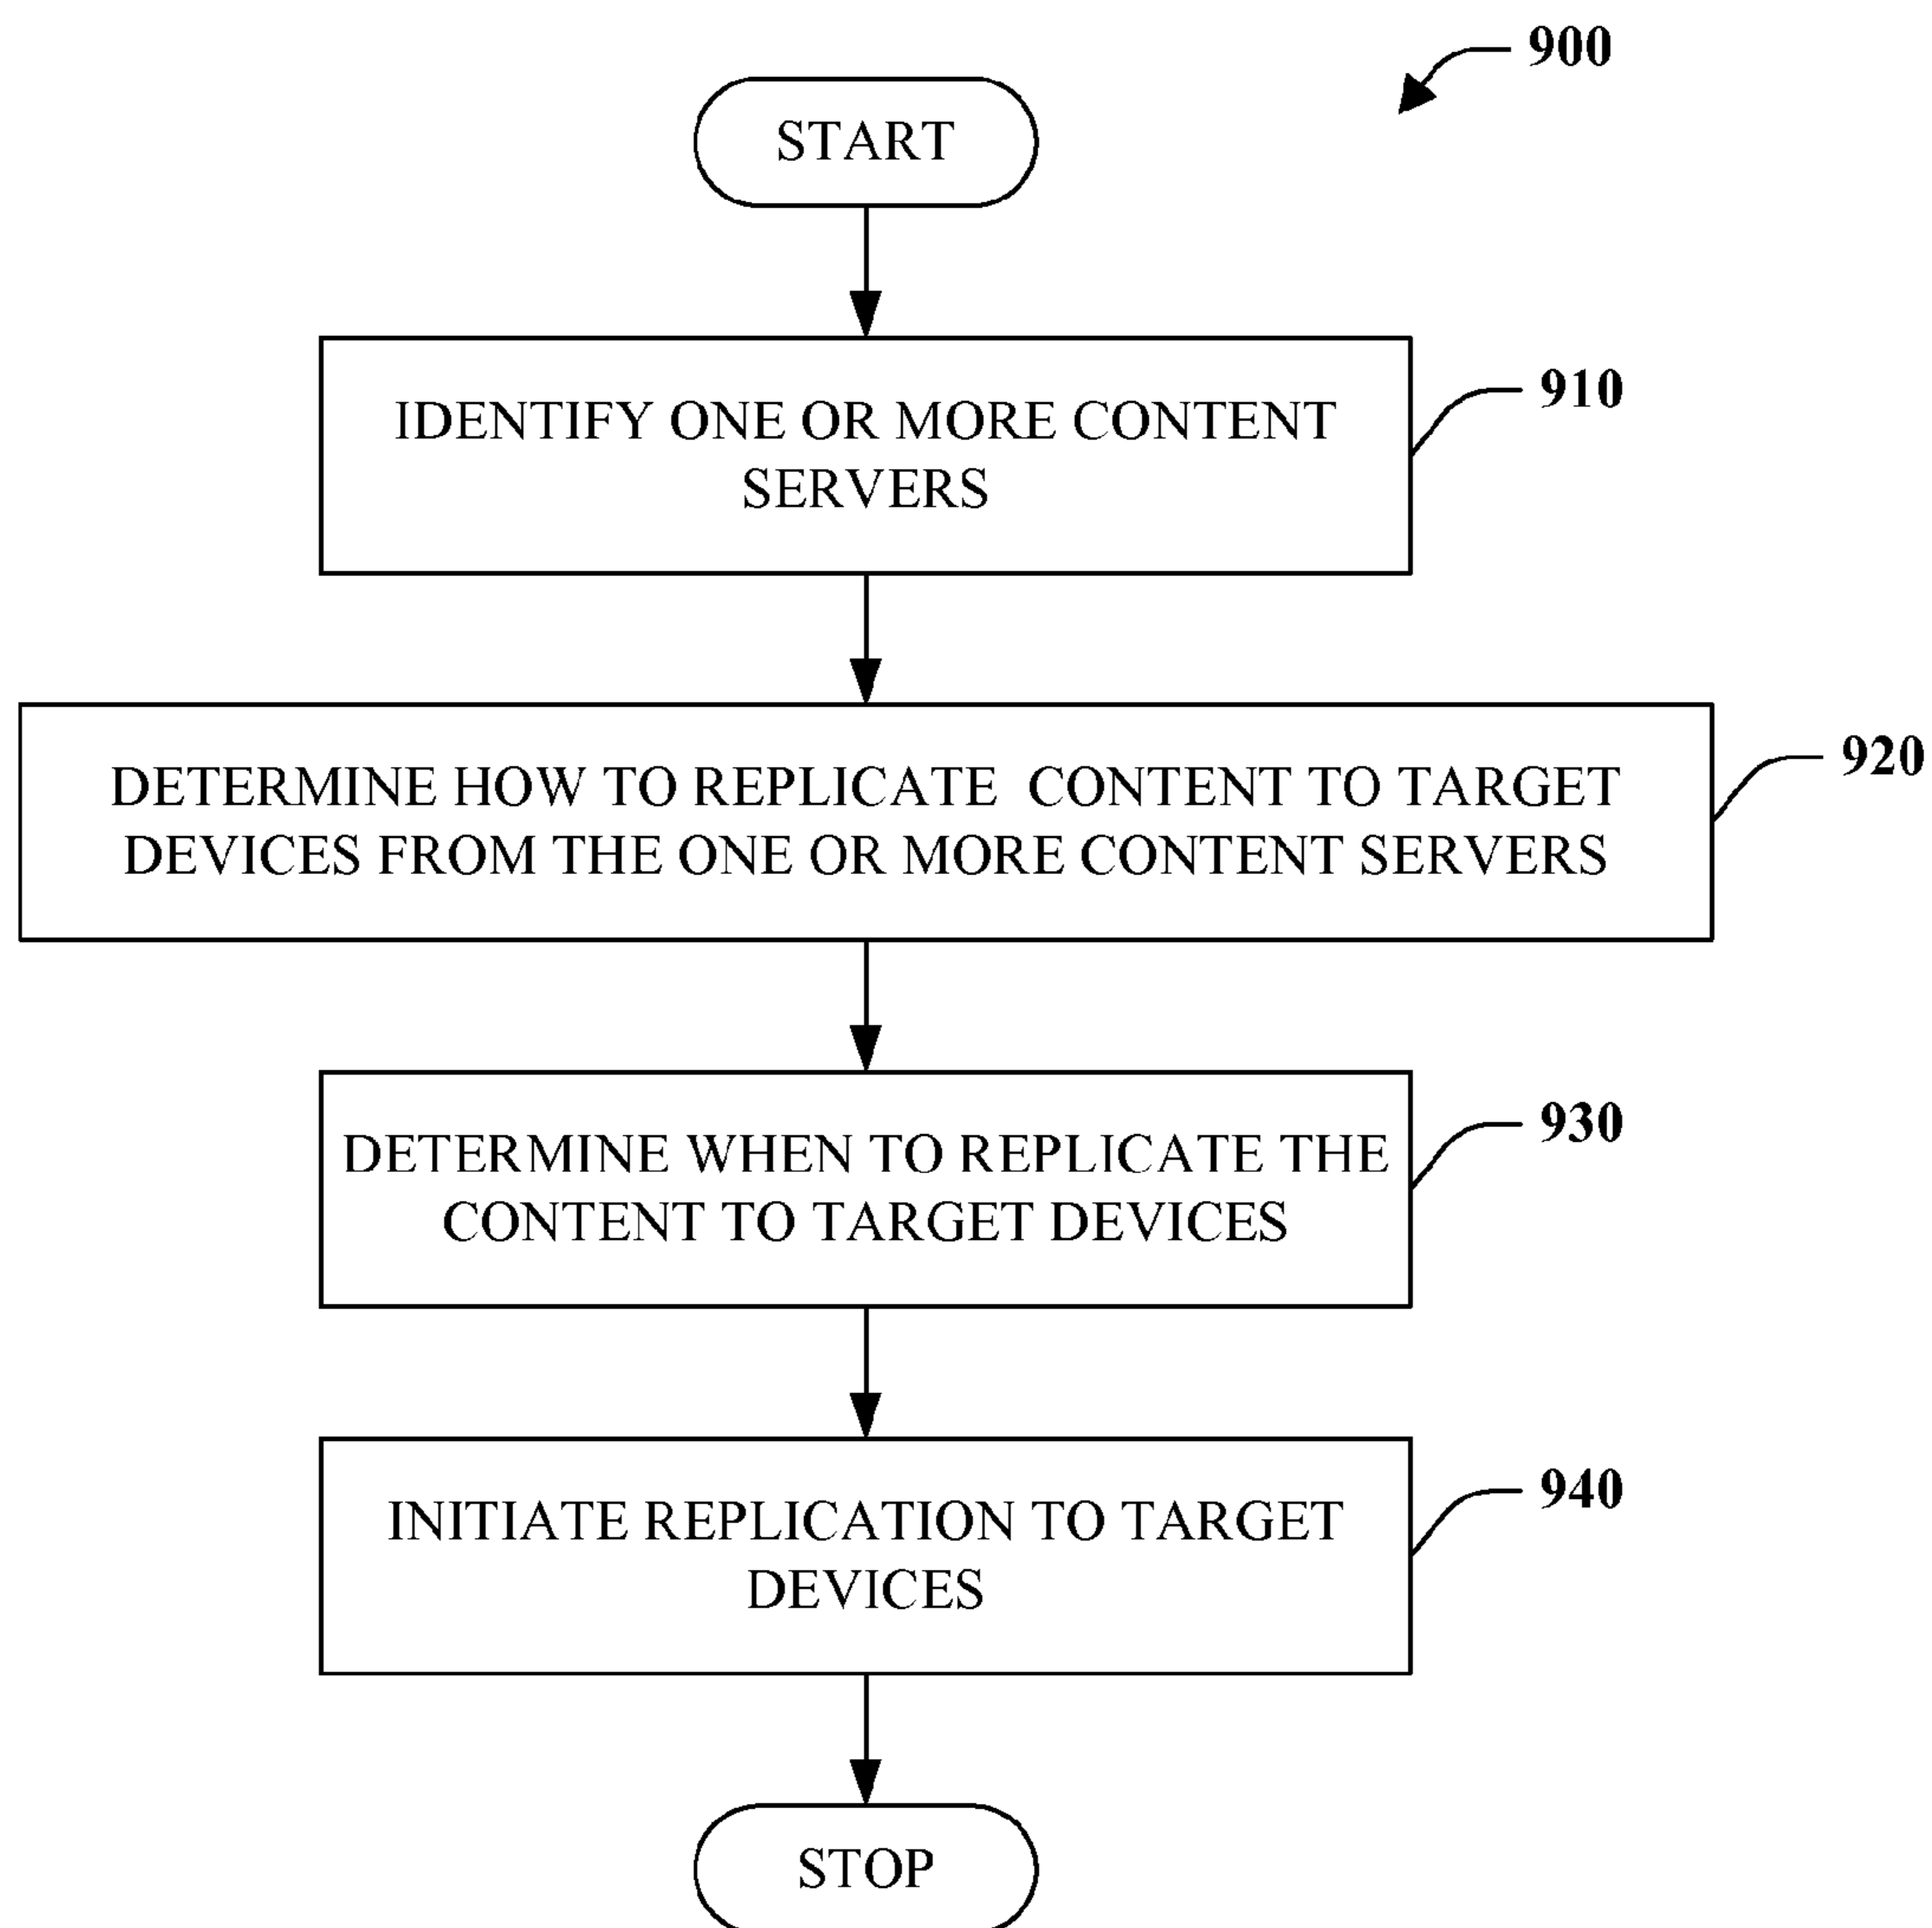 900
START
IDENTIFY ONE OR MORE CONTENT
SERVERS
910
DETERMINE HOW TO REPLICATE CONTENT TO TARGET
DEVICES FROM THE ONE OR MORE CONTENT SERVERS
920
DETERMINE WHEN TO REPLICATE THE
CONTENT TO TARGET DEVICES
930
INITIATE REPLICATION TO TARGET
DEVICES
940
STOP